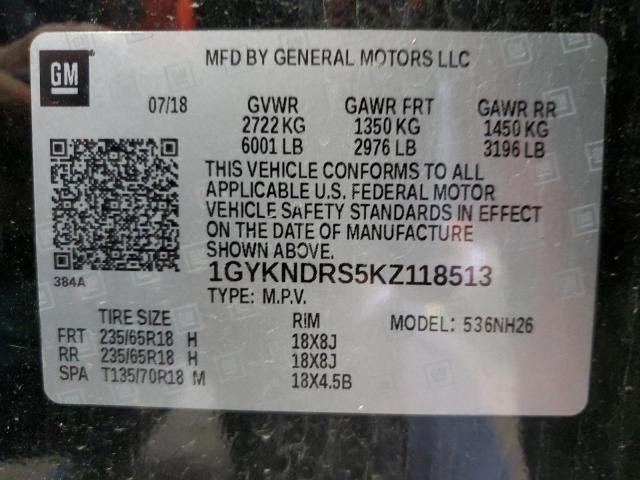 GM
MFD BY GENERAL MOTORS LLC
07/18 GVWR GAWR FRT GAWR RR
2722 KG 1350 KG 1450 KG
6001 LB 2976 LB 3196 LB
THIS VEHICLE CONFORMS TO ALL
APPLICABLE U.S. FEDERAL MOTOR
VEHICLE SAFETY STANDARDS IN EFFECT
ON THE DATE OF MANUFACTURE
SHOWN ABOVE.
384A
1GYKNDRS5KZ118513
TYPE: M.P.V.
TIRE SIZE RIM MODEL: 536NH26
FRT 235/65R18 H 18X8J
RR 235/65R18 H 18X8J
SPA T135/70R18 M 18X4.5B